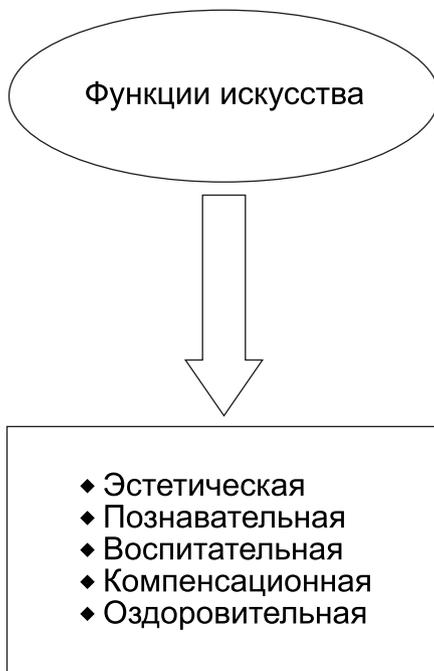 Функции искусства
◆ Эстетическая
◆ Познавательная
◆ Воспитательная
◆ Компенсационная
◆ Оздоровительная